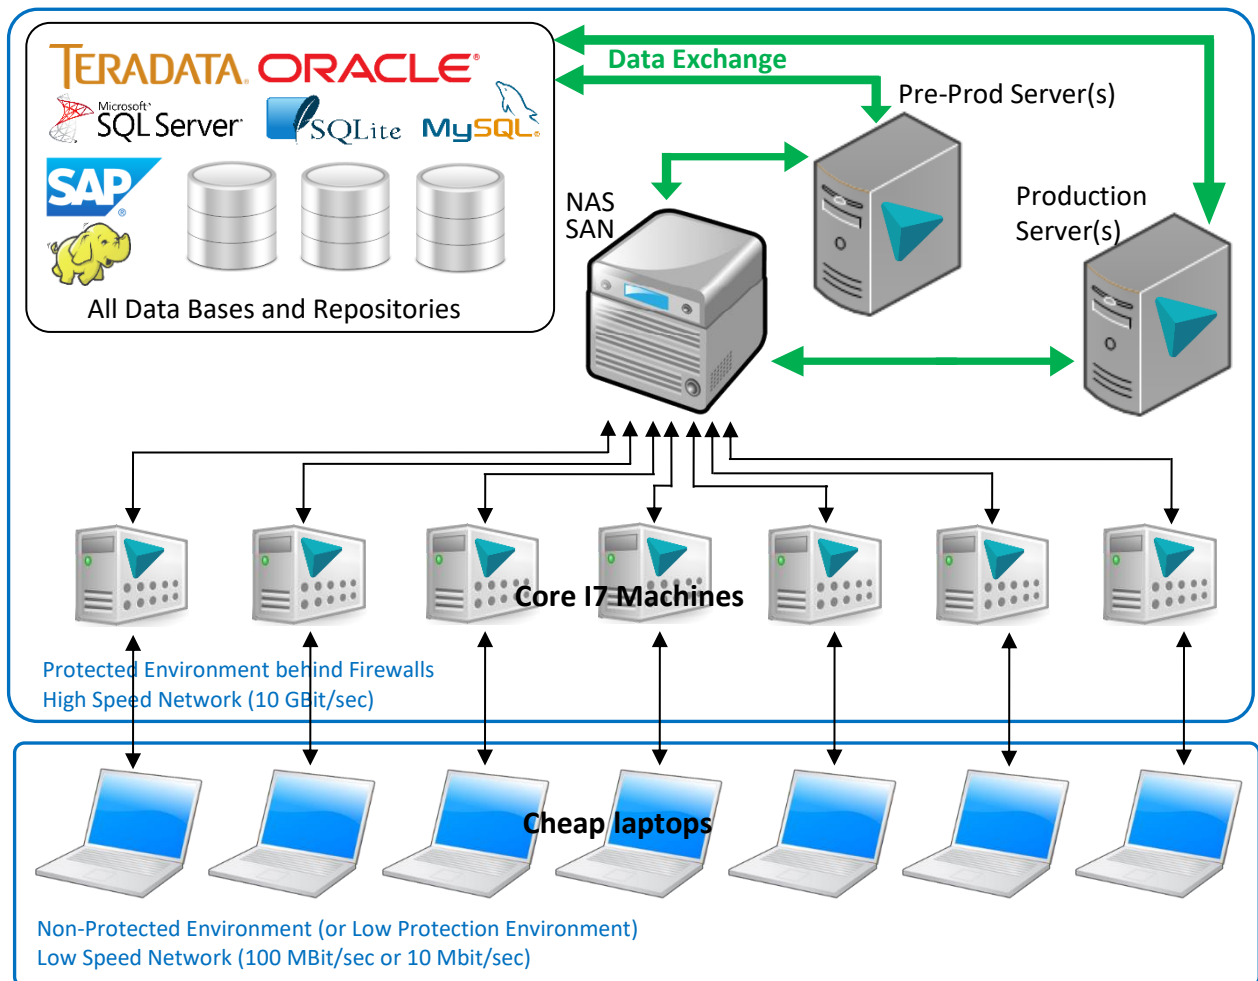 TERADATA.
ORACLE®
Data Exchange
Microsoft®
SQL Server®
SQLite
MySQL®
Pre-Prod Server(s)
SAP®
NAS
SAN
Production
Server(s)
All Data Bases and Repositories
Core I7 Machines
Protected Environment behind Firewalls
High Speed Network (10 GBit/sec)
Cheap laptops
Non-Protected Environment (or Low Protection Environment)
Low Speed Network (100 MBit/sec or 10 Mbit/sec)